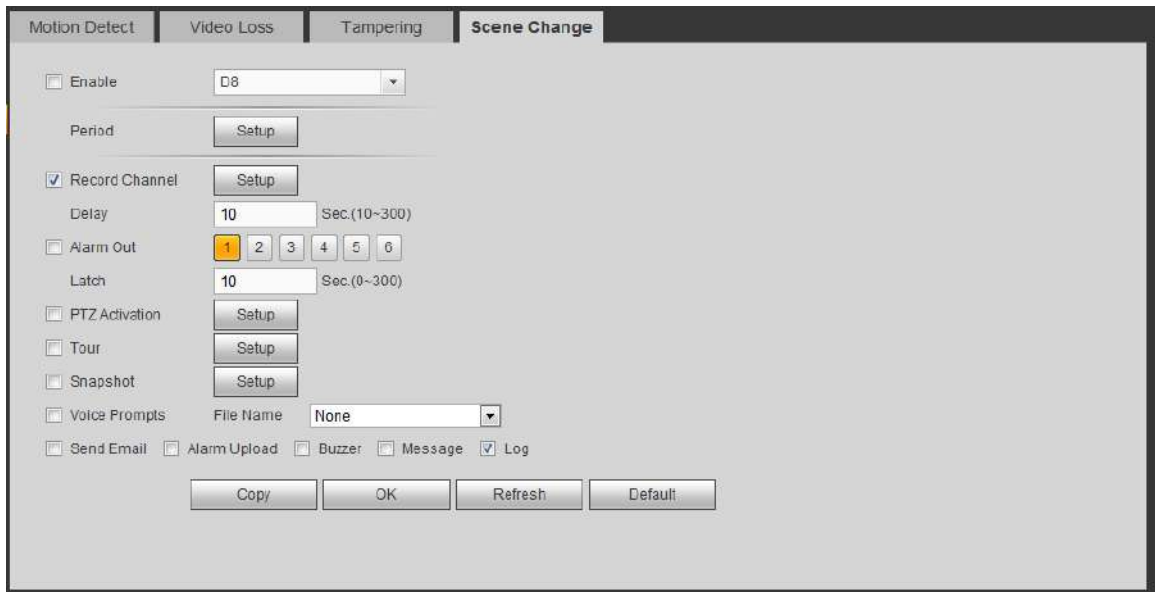 Motion Detect Video Loss Tampering Scene Change
Enable D8
Period Setup
Record Channel Setup
Delay 10 Sec.(10~300)
Alarm Out 1 2 3 4 5 6
Latch 10 Sec.(0~300)
PTZ Activation Setup
Tour Setup
Snapshot Setup
Voice Prompts File Name None
Send Email Alarm Upload Buzzer Message Log
Copy OK Refresh Default